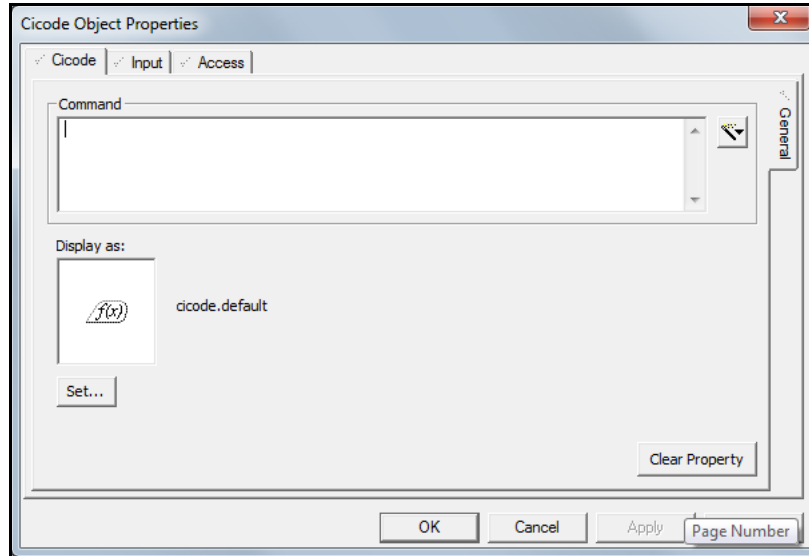 Cicode Object Properties
x
Cicode Input Access
General
Command
Display as:
f(x)
cicode.default
Set...
Clear Property
OK Cancel Apply
Page Number